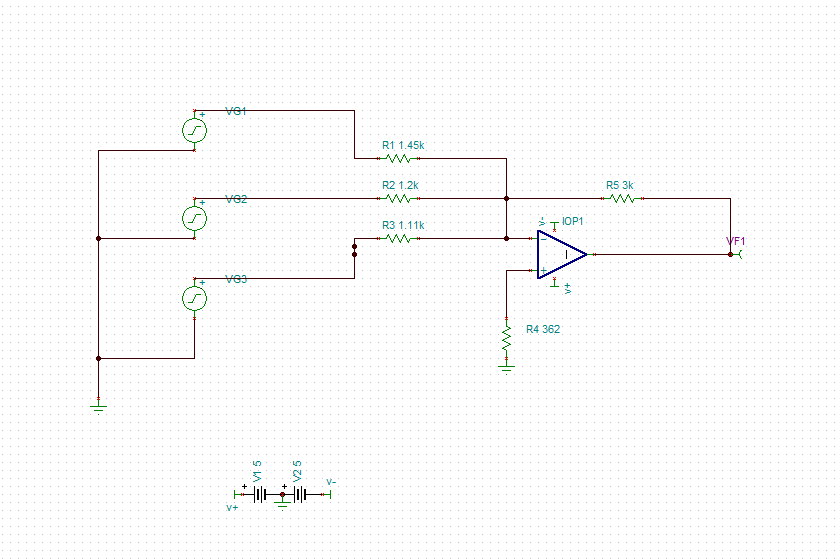 VG1
+
R1 1.45k
VG2
+
R2 1.2k
R5 3k
R3 1.11k
v-
IOP1
VF1
VG3
+
-
+
v+
R4 362
V1 5
V2 5
+
+
v-
v+